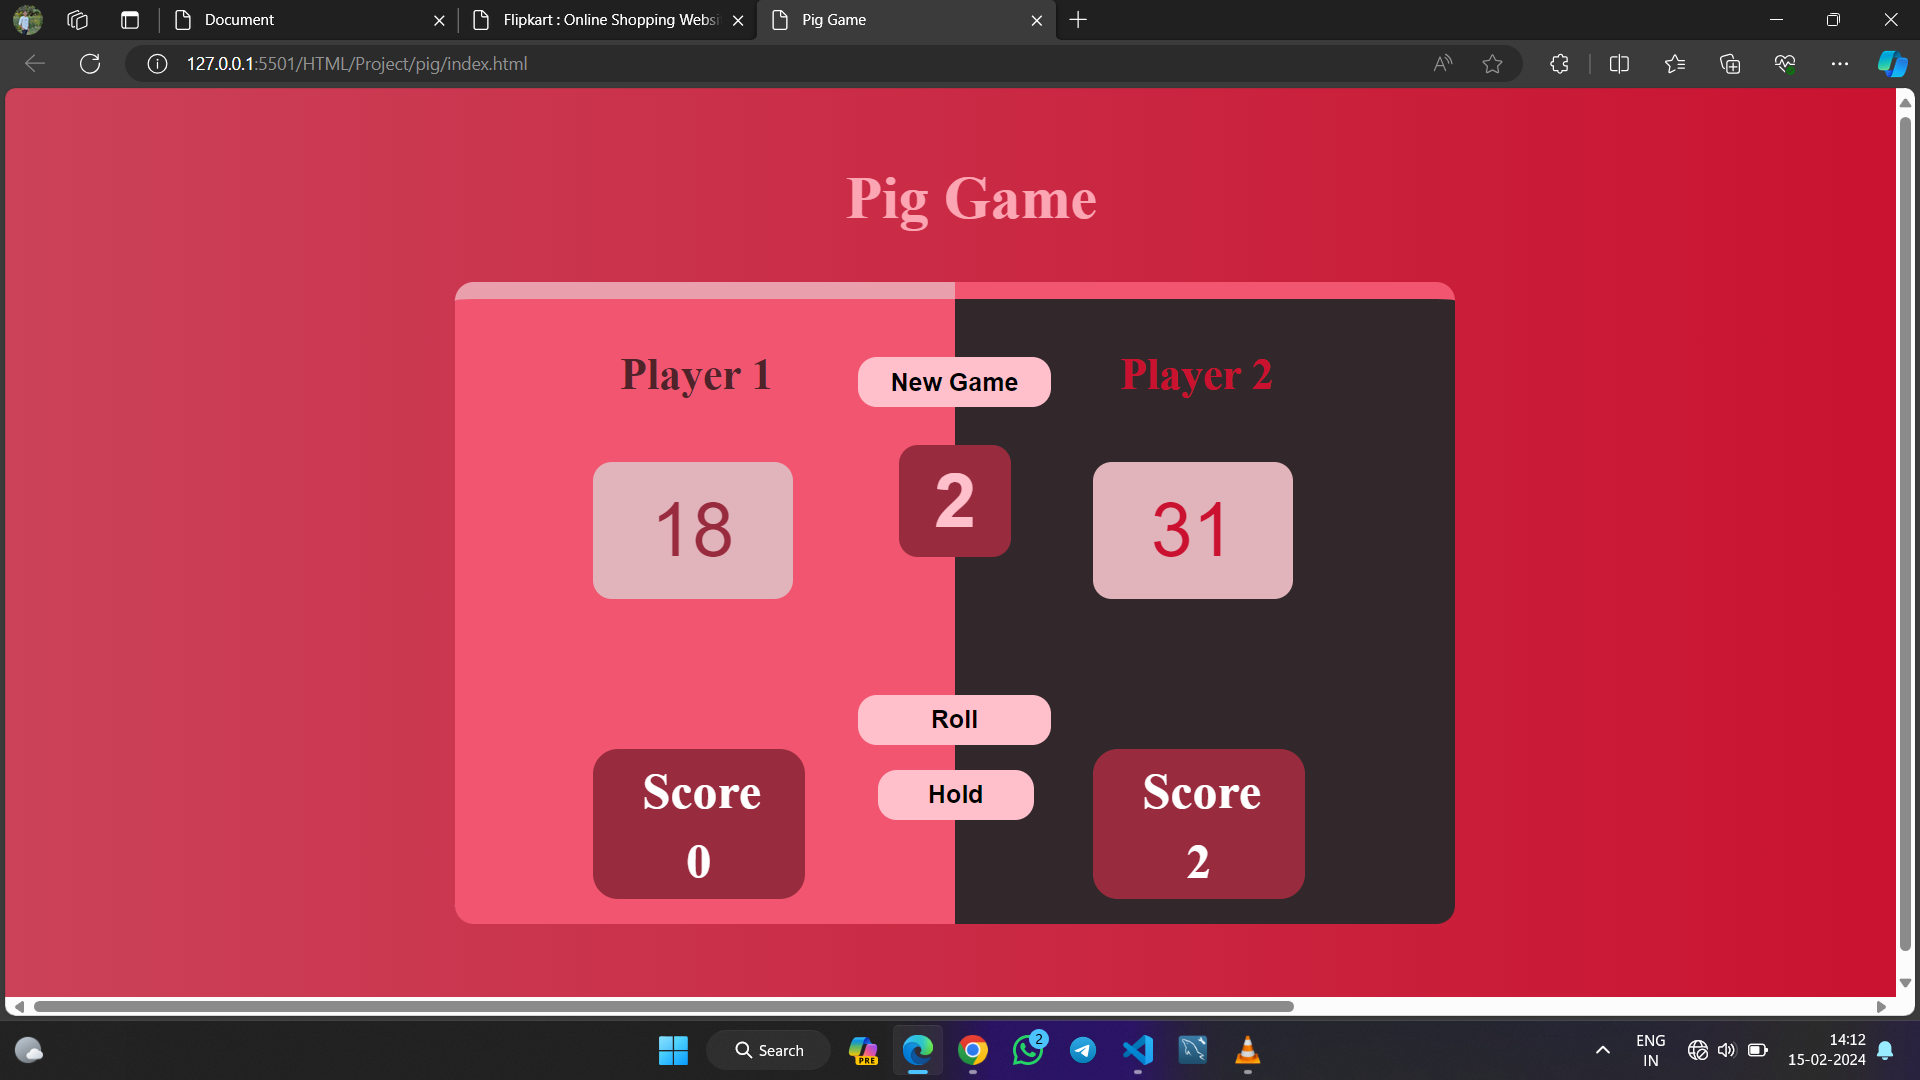 Document
Flipkart : Online Shopping Websi
Pig Game
127.0.0.1:5501/HTML/Project/pig/index.html
Pig Game
Player 1
New Game
Player 2
18
2
31
Roll
Hold
Score
0
Score
2
Search
PRE
2
ENG
IN
14:12
15-02-2024